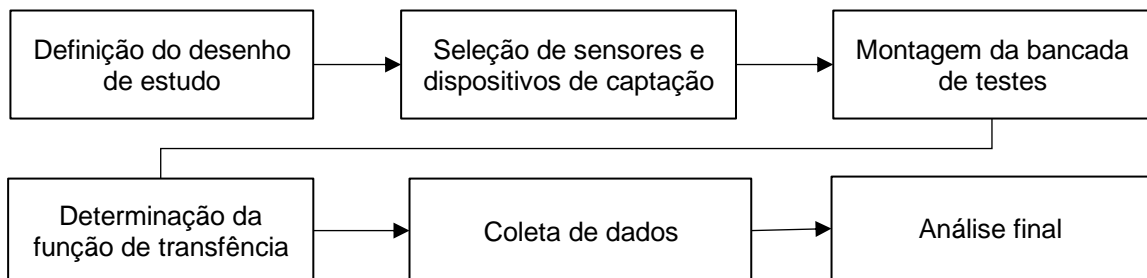 Definição do desenho
de estudo
Seleção de sensores e
dispositivos de captação
Montagem da bancada
de testes
Determinação da
função de transfência
Coleta de dados
Análise final